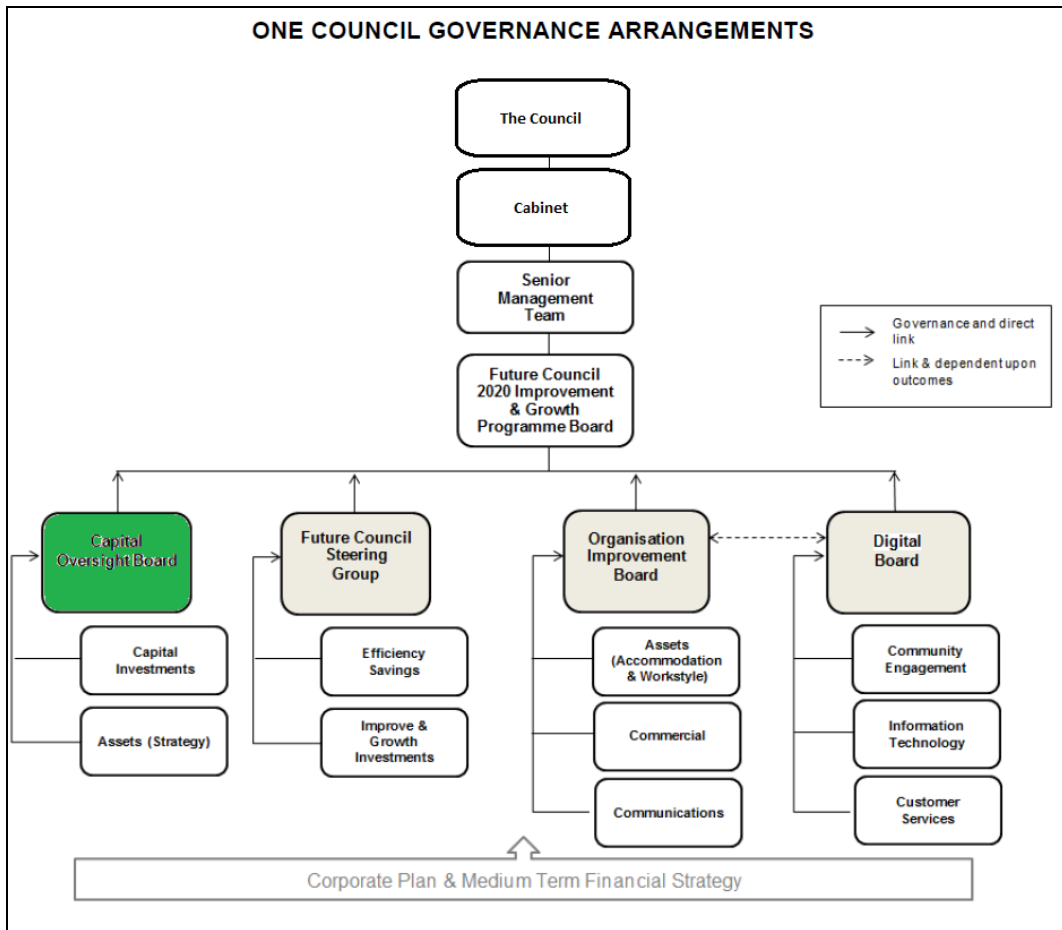 ONE COUNCIL GOVERNANCE ARRANGEMENTS
The Council
Cabinet
Senior
Management
Team
Governance and direct
link
Link & dependent upon
outcomes
Future Council
2020 Improvement
& Growth
Programme Board
Capital
Oversight Board
Future Council
Steering
Group
Organisation
Improvement
Board
Digital
Board
Capital
Investments
Assets (Strategy)
Efficiency
Savings
Improve &
Growth
Investments
Assets
(Accommodation
& Workstyle)
Commercial
Communications
Community
Engagement
Information
Technology
Customer
Services
Corporate Plan & Medium Term Financial Strategy